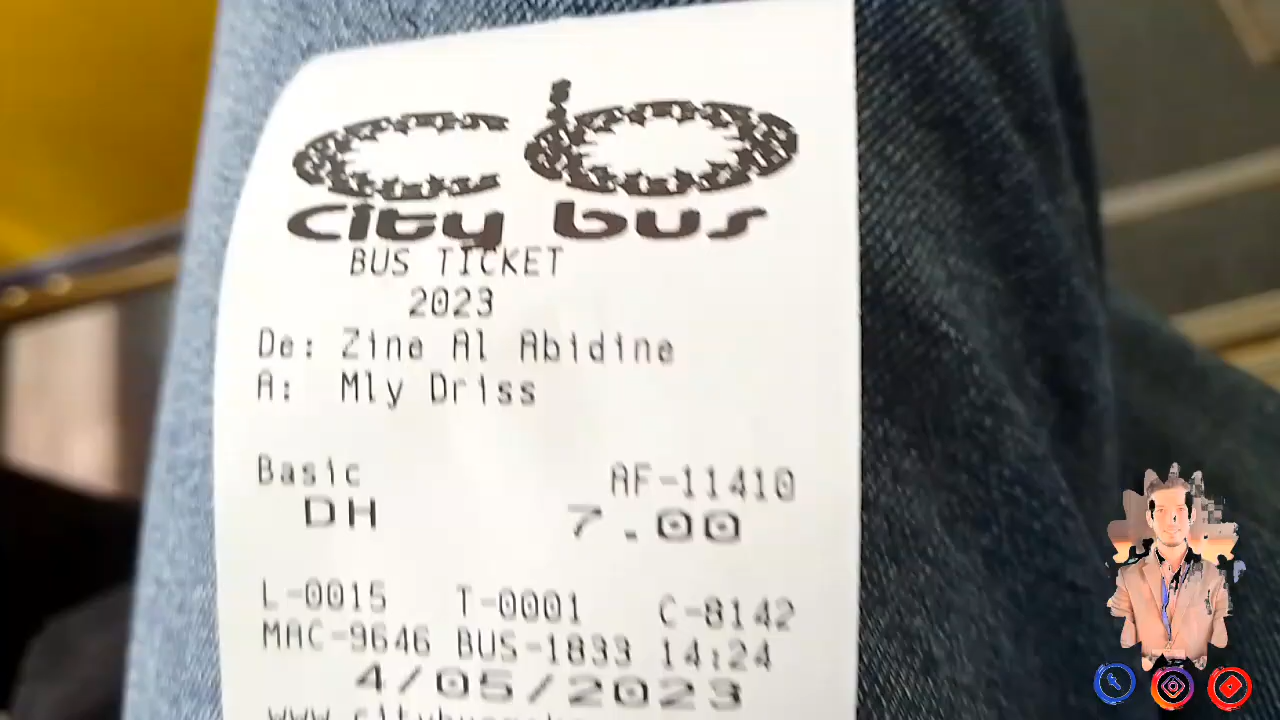 cb
city bus
BUS TICKET
2023
De: Zine Al Abidine
A: Mly Driss
Basic AF-11410
DH 7.00
L-0015 T-0001 C-8142
MAC-9646 BUS-1833 14:24
4/05/2023